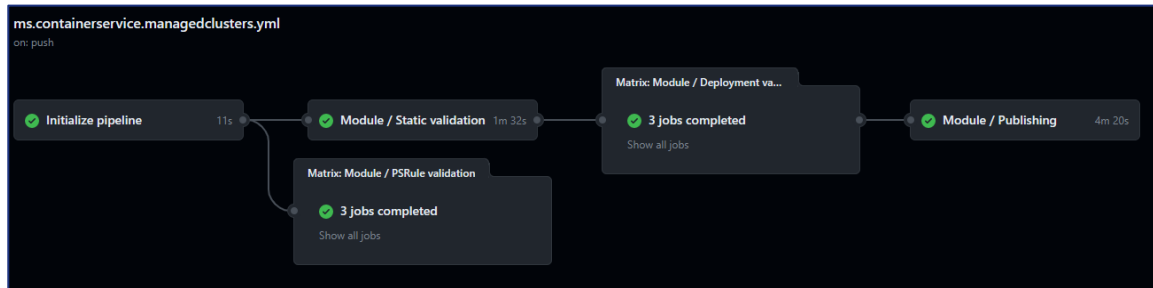 ms.containerservice.managedclusters.yml
on: push
Matrix: Module / Deployment va...
Initialize pipeline 11s
Module / Static validation 1m 32s
3 jobs completed
Show all jobs
Module / Publishing 4m 20s
Matrix: Module / PSRule validation
3 jobs completed
Show all jobs